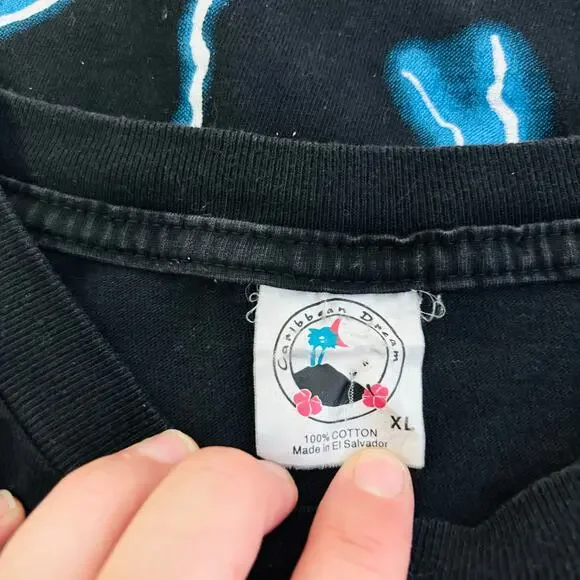 Caribbean Dream
XL
100% COTTON
Made in El Salvador